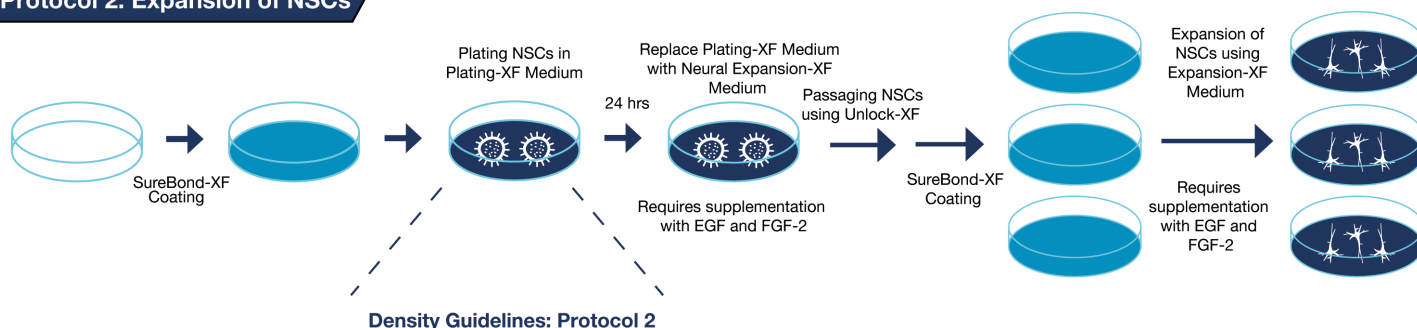 Protocol 2: Expansion of NSCs
Plating NSCs in
Plating-XF Medium
Replace Plating-XF Medium
with Neural Expansion-XF
Medium
24 hrs
Passaging NSCs
using Unlock-XF
SureBond-XF
Coating
Requires supplementation
with EGF and FGF-2
SureBond-XF
Coating
Expansion of
NSCs using
Expansion-XF
Medium
Requires
supplementation
with EGF and
FGF-2
Density Guidelines: Protocol 2